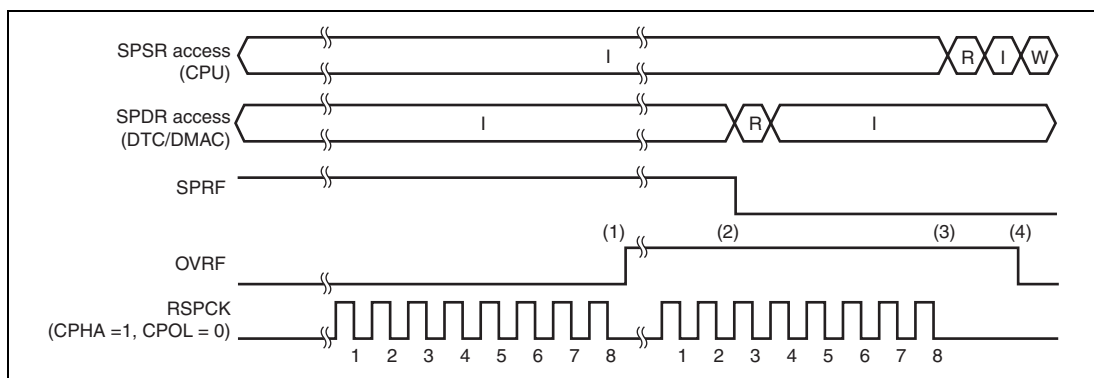 SPSR access
(CPU)
I
R
I
W
SPDR access
(DTC/DMAC)
I
R
I
SPRF
(1)
(2)
(3)
(4)
OVRF
RSPCK
(CPHA =1, CPOL = 0)
1 2 3 4 5 6 7 8
1 2 3 4 5 6 7 8